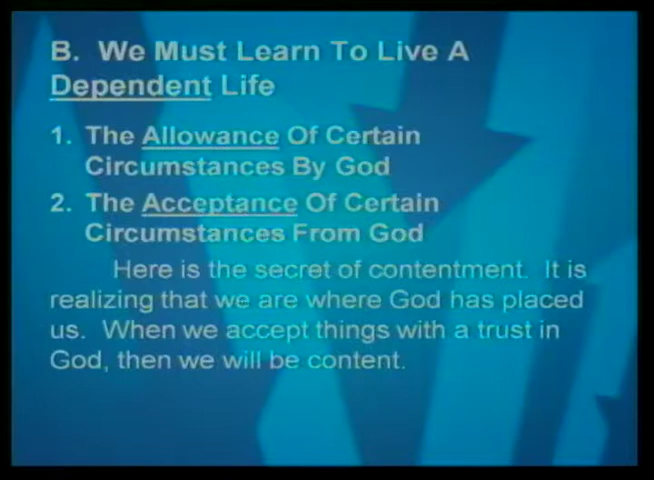 B. We Must Learn To Live A
Dependent Life
1. The Allowance Of Certain
Circumstances By God
2. The Acceptance Of Certain
Circumstances From God
Here is the secret of contentment. It is
realizing that we are where God has placed
us. When we accept things with a trust in
God, then we will be content.